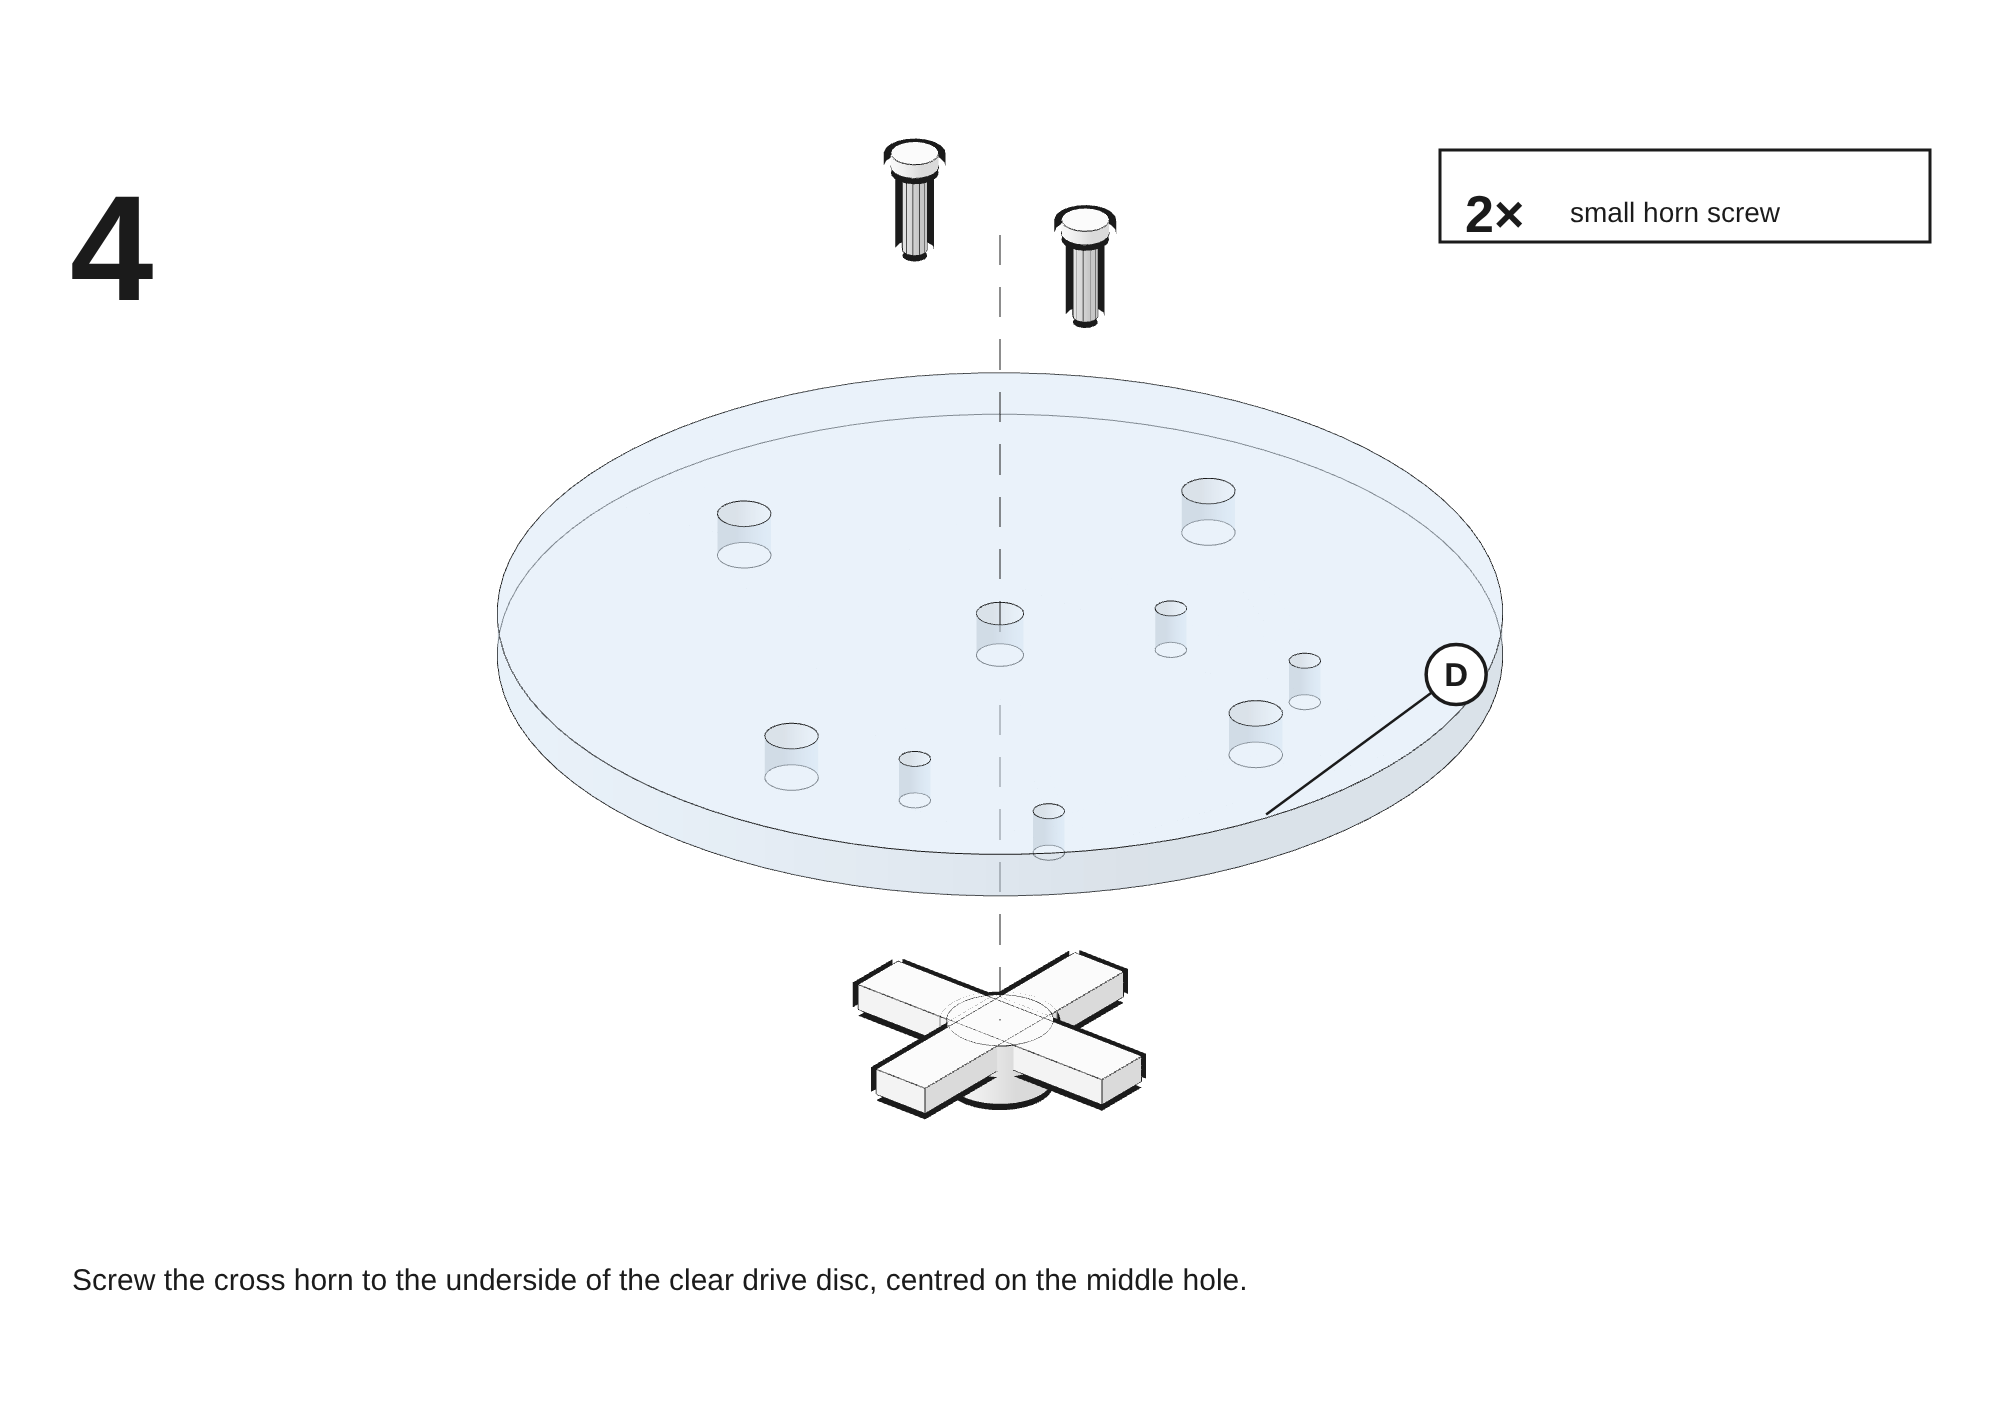 4
2× small horn screw
D
Screw the cross horn to the underside of the clear drive disc, centred on the middle hole.